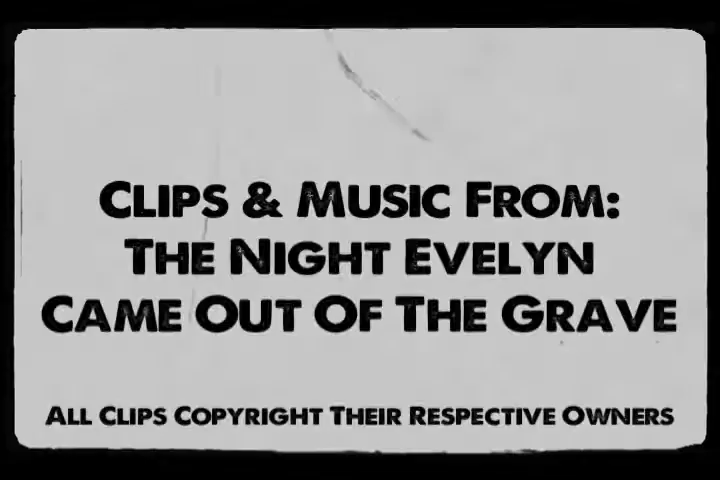 Clips & Music From:
The Night Evelyn
Came Out Of The Grave
All Clips Copyright Their Respective Owners